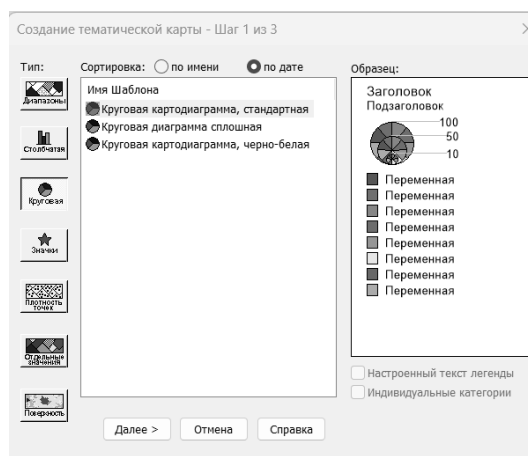 Создание тематической карты - Шаг 1 из 3
Тип:
Сортировка: по имени по дате
Образец:
Диапазоны
Столбчатая
Круговая
Значки
Плотность точек
Отдельные значения
Поверхность
Имя Шаблона
Круговая картодиаграмма, стандартная
Круговая диаграмма сплошная
Круговая картодиаграмма, черно-белая
Заголовок
Подзаголовок
100
50
10
Переменная
Переменная
Переменная
Переменная
Переменная
Переменная
Переменная
Переменная
Настроенный текст легенды
Индивидуальные категории
Далее > Отмена Справка